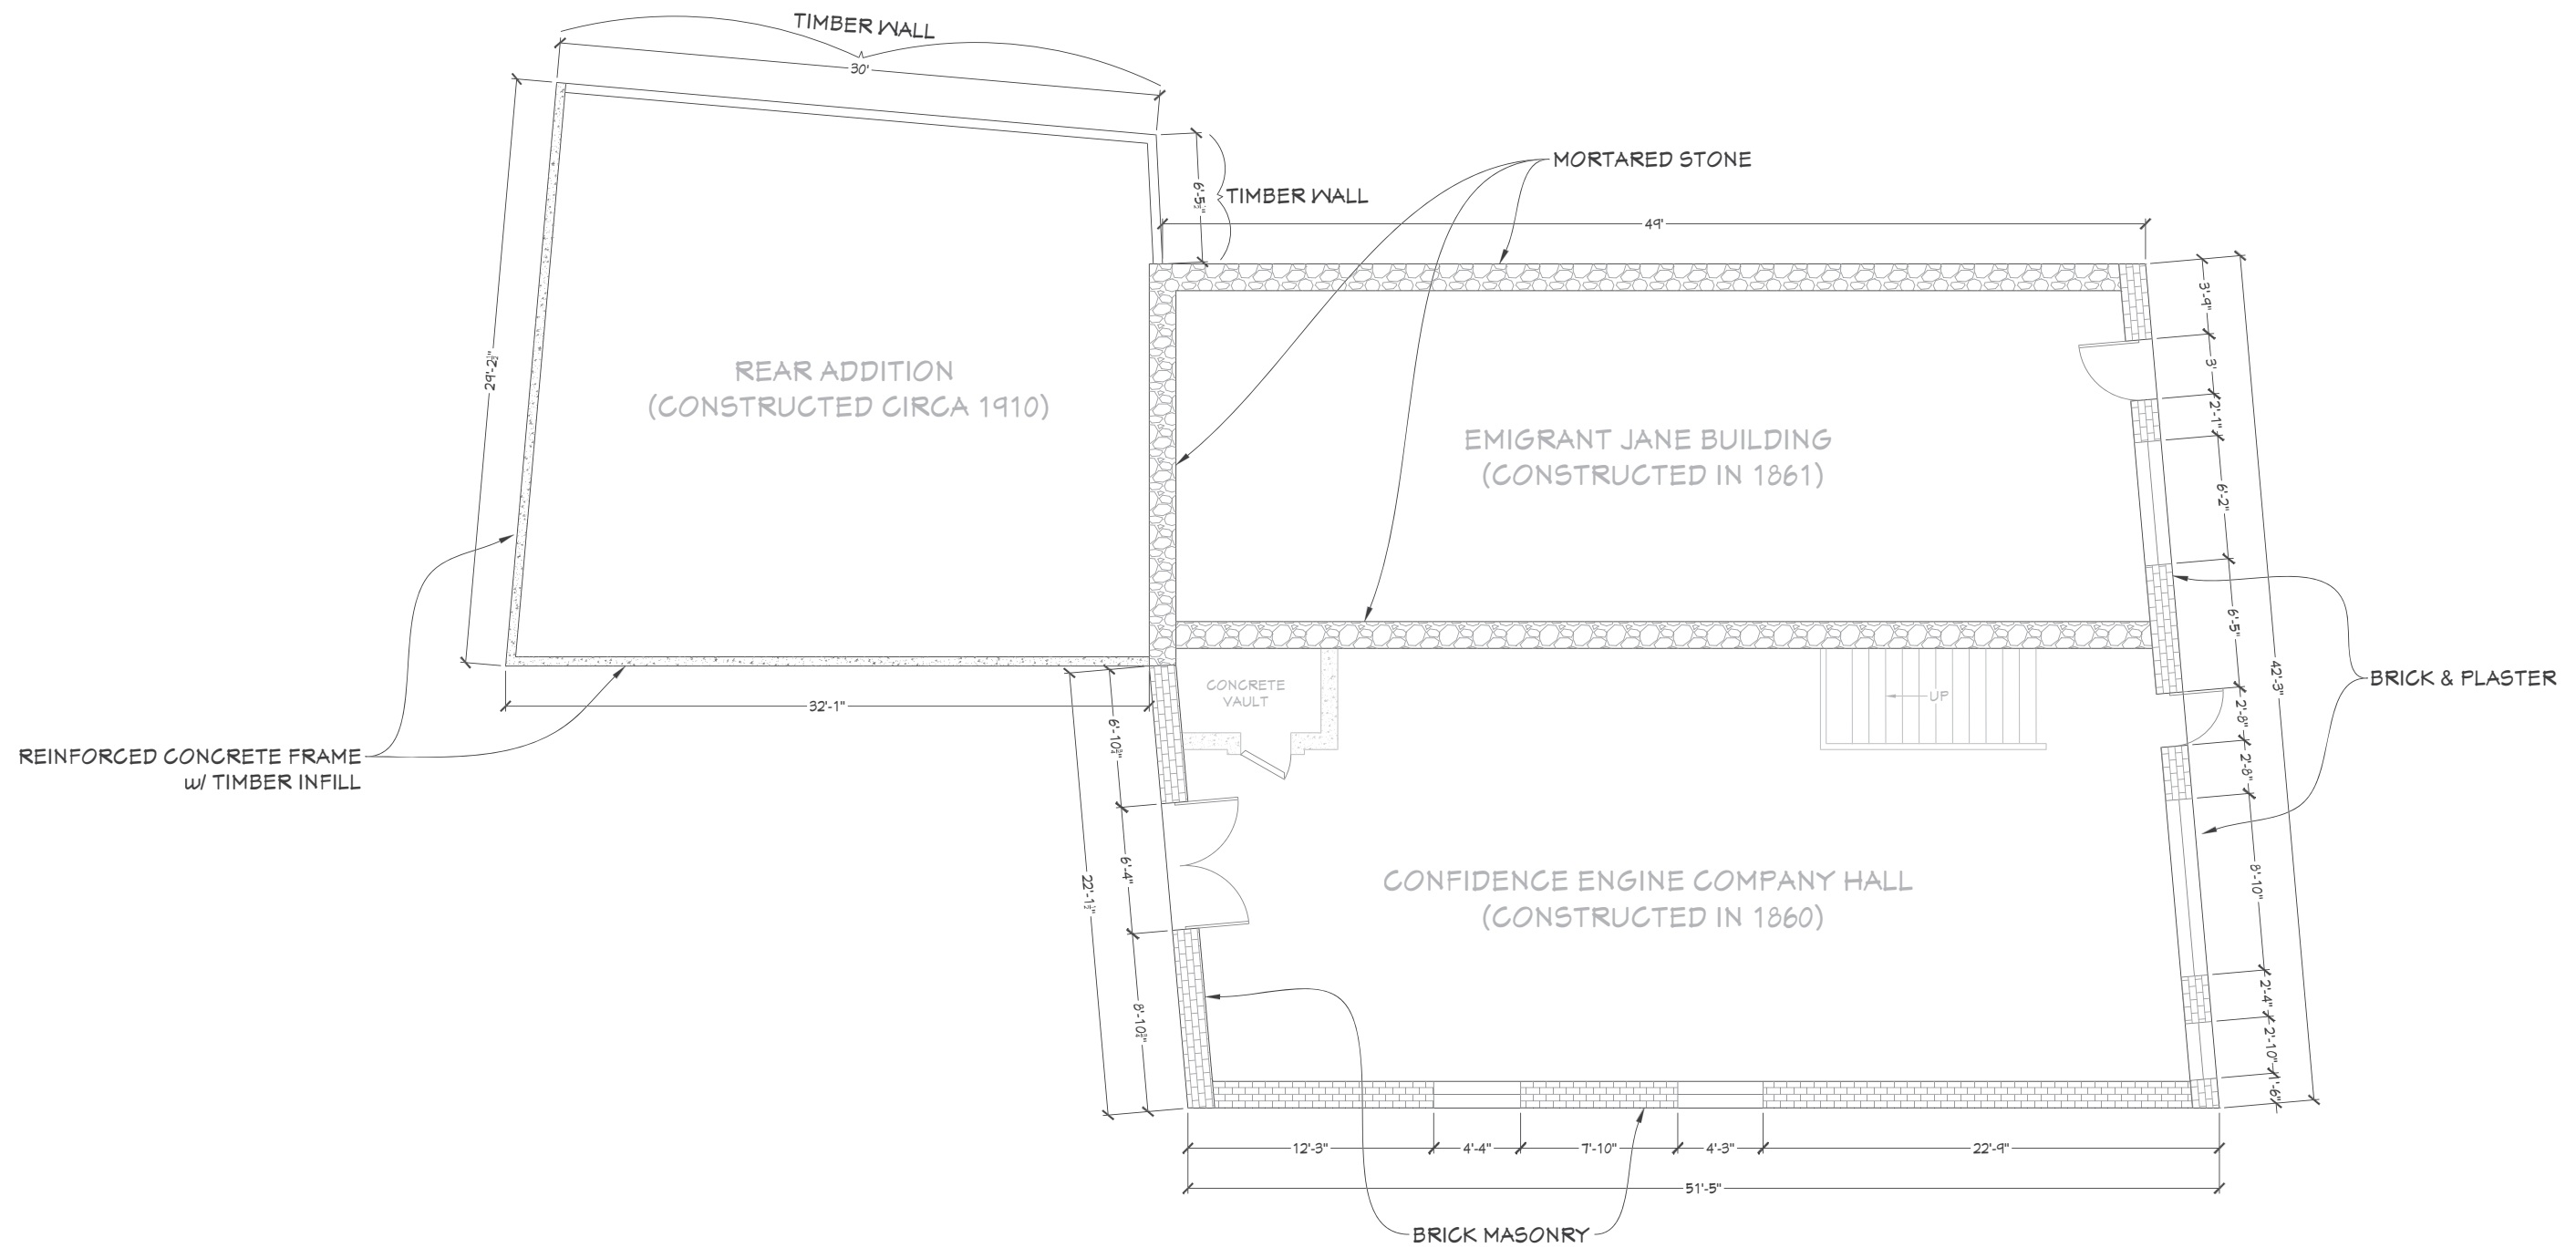 TIMBER WALL
30'
6'-5½"
TIMBER WALL
MORTARED STONE
49'
29'-2½"
REAR ADDITION
(CONSTRUCTED CIRCA 1910)
EMIGRANT JANE BUILDING
(CONSTRUCTED IN 1861)
3'-9"
3'
2'-1"
6'-2"
6'-5"
2'-8"
2'-8"
8'-10"
2'-4"
2'-10"
1'-6"
42'-3"
BRICK & PLASTER
CONCRETE
VAULT
UP
32'-1"
REINFORCED CONCRETE FRAME
w/ TIMBER INFILL
6'-10¾"
6'-4"
8'-10¾"
22'-1½"
CONFIDENCE ENGINE COMPANY HALL
(CONSTRUCTED IN 1860)
12'-3"
4'-4"
7'-10"
4'-3"
22'-9"
51'-5"
BRICK MASONRY